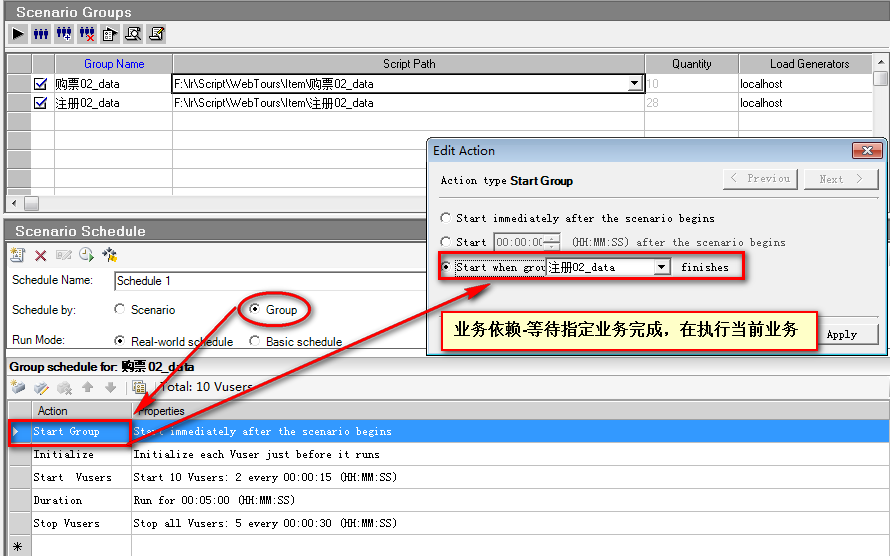 Scenario Groups
Group Name Script Path Quantity Load Generators
购票02_data F:\lr\Script\WebTours\Item\购票02_data 10 localhost
注册02_data F:\lr\Script\WebTours\Item\注册02_data 28 localhost
Edit Action
Action type Start Group < Previou Next >
Start immediately after the scenario begins
Start 00:00:00 (HH:MM:SS) after the scenario begins
Start when grou 注册02_data finishes
业务依赖-等待指定业务完成，在执行当前业务
Apply
Scenario Schedule
Schedule Name: Schedule 1
Schedule by: Scenario Group
Run Mode: Real-world schedule Basic schedule
Group schedule for: 购票02_data
Total: 10 Vusers
Action Properties
Start Group Start immediately after the scenario begins
Initialize Initialize each Vuser just before it runs
Start Vusers Start 10 Vusers: 2 every 00:00:15 (HH:MM:SS)
Duration Run for 00:05:00 (HH:MM:SS)
Stop Vusers Stop all Vusers: 5 every 00:00:30 (HH:MM:SS)